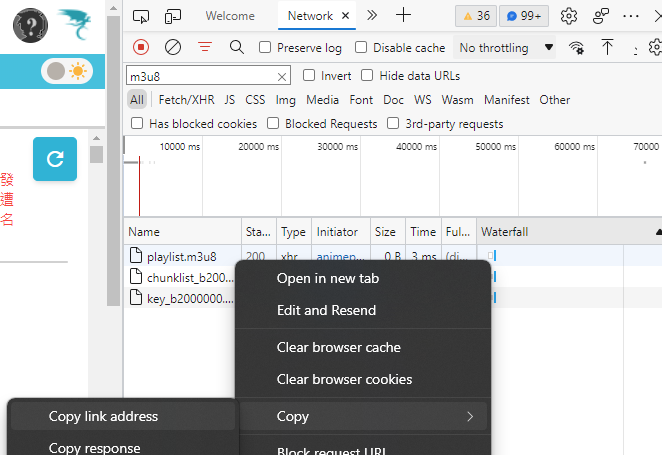 Welcome Network
36 99+
Preserve log Disable cache No throttling
m3u8 Invert Hide data URLs
All Fetch/XHR JS CSS Img Media Font Doc WS Wasm Manifest Other
Has blocked cookies Blocked Requests 3rd-party requests
10000 ms 20000 ms 30000 ms 40000 ms 50000 ms 60000 ms 70000
發
遭
名
Name Sta... Type Initiator Size Time Ful... Waterfall
playlist.m3u8 200 xhr animen... 0 B 3 ms (di...
chunklist_b200...
key_b2000000....
Open in new tab
Edit and Resend
Clear browser cache
Clear browser cookies
Copy
Block request URL
Copy link address
Copy response